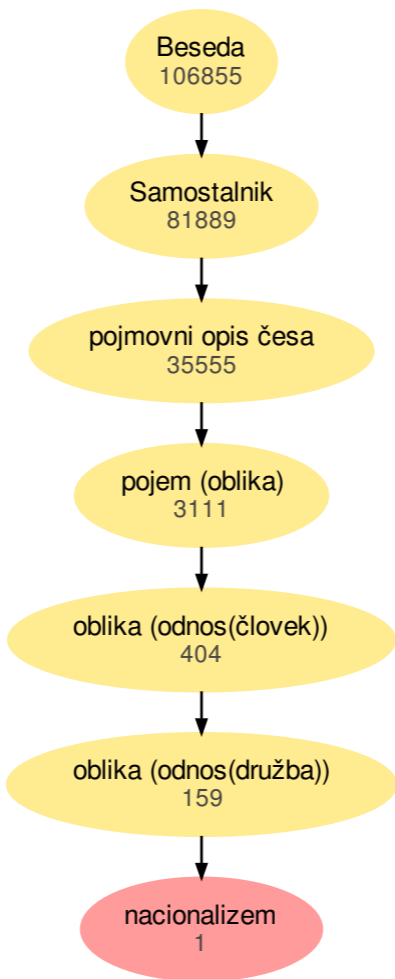 Beseda
106855
Samostalnik
81889
pojmovni opis česa
35555
pojem (oblika)
3111
oblika (odnos(človek))
404
oblika (odnos(družba))
159
nacionalizem
1